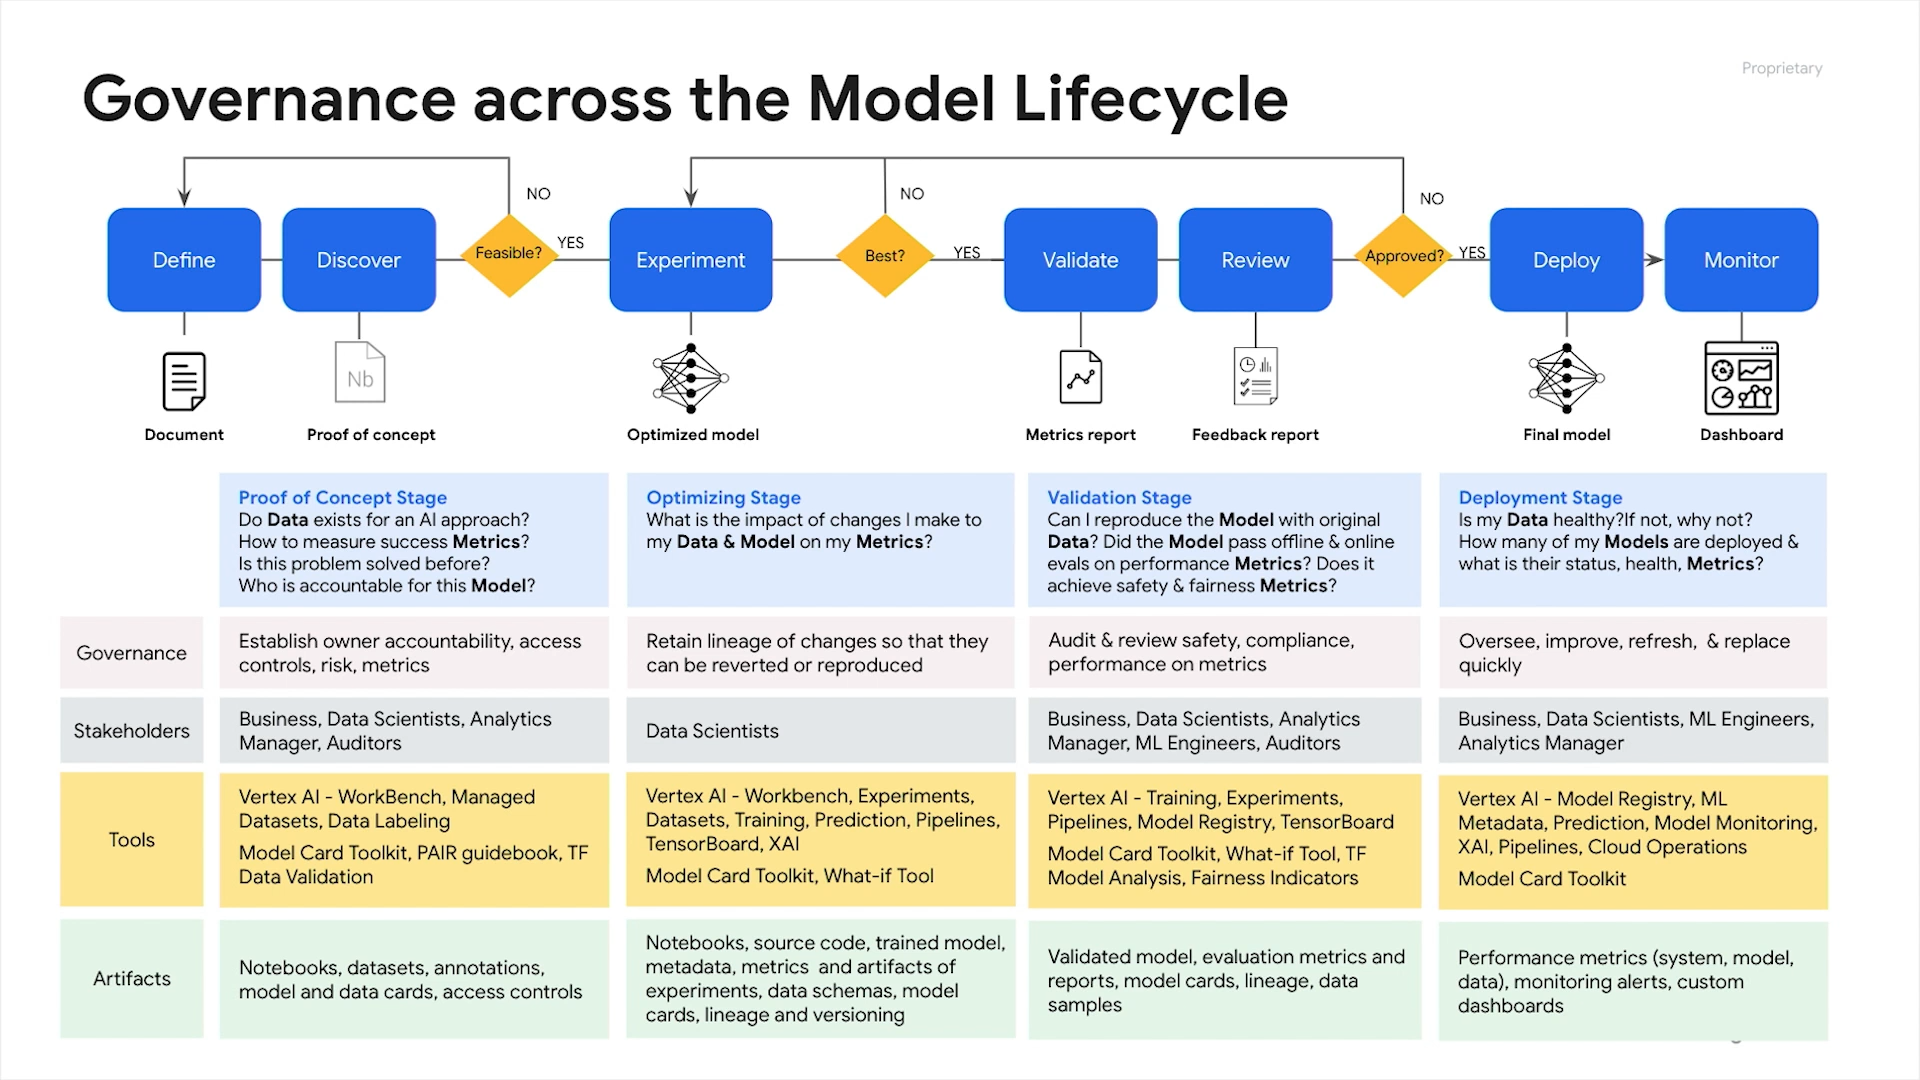 Proprietary
Governance across the Model Lifecycle
NO
NO
NO
Define
Discover
Feasible?
YES
Experiment
Best?
YES
Validate
Review
Approved?
YES
Deploy
Monitor
Nb
Document
Proof of concept
Optimized model
Metrics report
Feedback report
Final model
Dashboard
Proof of Concept Stage
Do Data exists for an AI approach?
How to measure success Metrics?
Is this problem solved before?
Who is accountable for this Model?
Optimizing Stage
What is the impact of changes I make to
my Data & Model on my Metrics?
Validation Stage
Can I reproduce the Model with original
Data? Did the Model pass offline & online
evals on performance Metrics? Does it
achieve safety & fairness Metrics?
Deployment Stage
Is my Data healthy?If not, why not?
How many of my Models are deployed &
what is their status, health, Metrics?
Governance
Establish owner accountability, access
controls, risk, metrics
Retain lineage of changes so that they
can be reverted or reproduced
Audit & review safety, compliance,
performance on metrics
Oversee, improve, refresh, & replace
quickly
Stakeholders
Business, Data Scientists, Analytics
Manager, Auditors
Data Scientists
Business, Data Scientists, Analytics
Manager, ML Engineers, Auditors
Business, Data Scientists, ML Engineers,
Analytics Manager
Tools
Vertex AI - WorkBench, Managed
Datasets, Data Labeling
Model Card Toolkit, PAIR guidebook, TF
Data Validation
Vertex AI - Workbench, Experiments,
Datasets, Training, Prediction, Pipelines,
TensorBoard, XAI
Model Card Toolkit, What-if Tool
Vertex AI - Training, Experiments,
Pipelines, Model Registry, TensorBoard
Model Card Toolkit, What-if Tool, TF
Model Analysis, Fairness Indicators
Vertex AI - Model Registry, ML
Metadata, Prediction, Model Monitoring,
XAI, Pipelines, Cloud Operations
Model Card Toolkit
Artifacts
Notebooks, datasets, annotations,
model and data cards, access controls
Notebooks, source code, trained model,
metadata, metrics and artifacts of
experiments, data schemas, model
cards, lineage and versioning
Validated model, evaluation metrics and
reports, model cards, lineage, data
samples
Performance metrics (system, model,
data), monitoring alerts, custom
dashboards